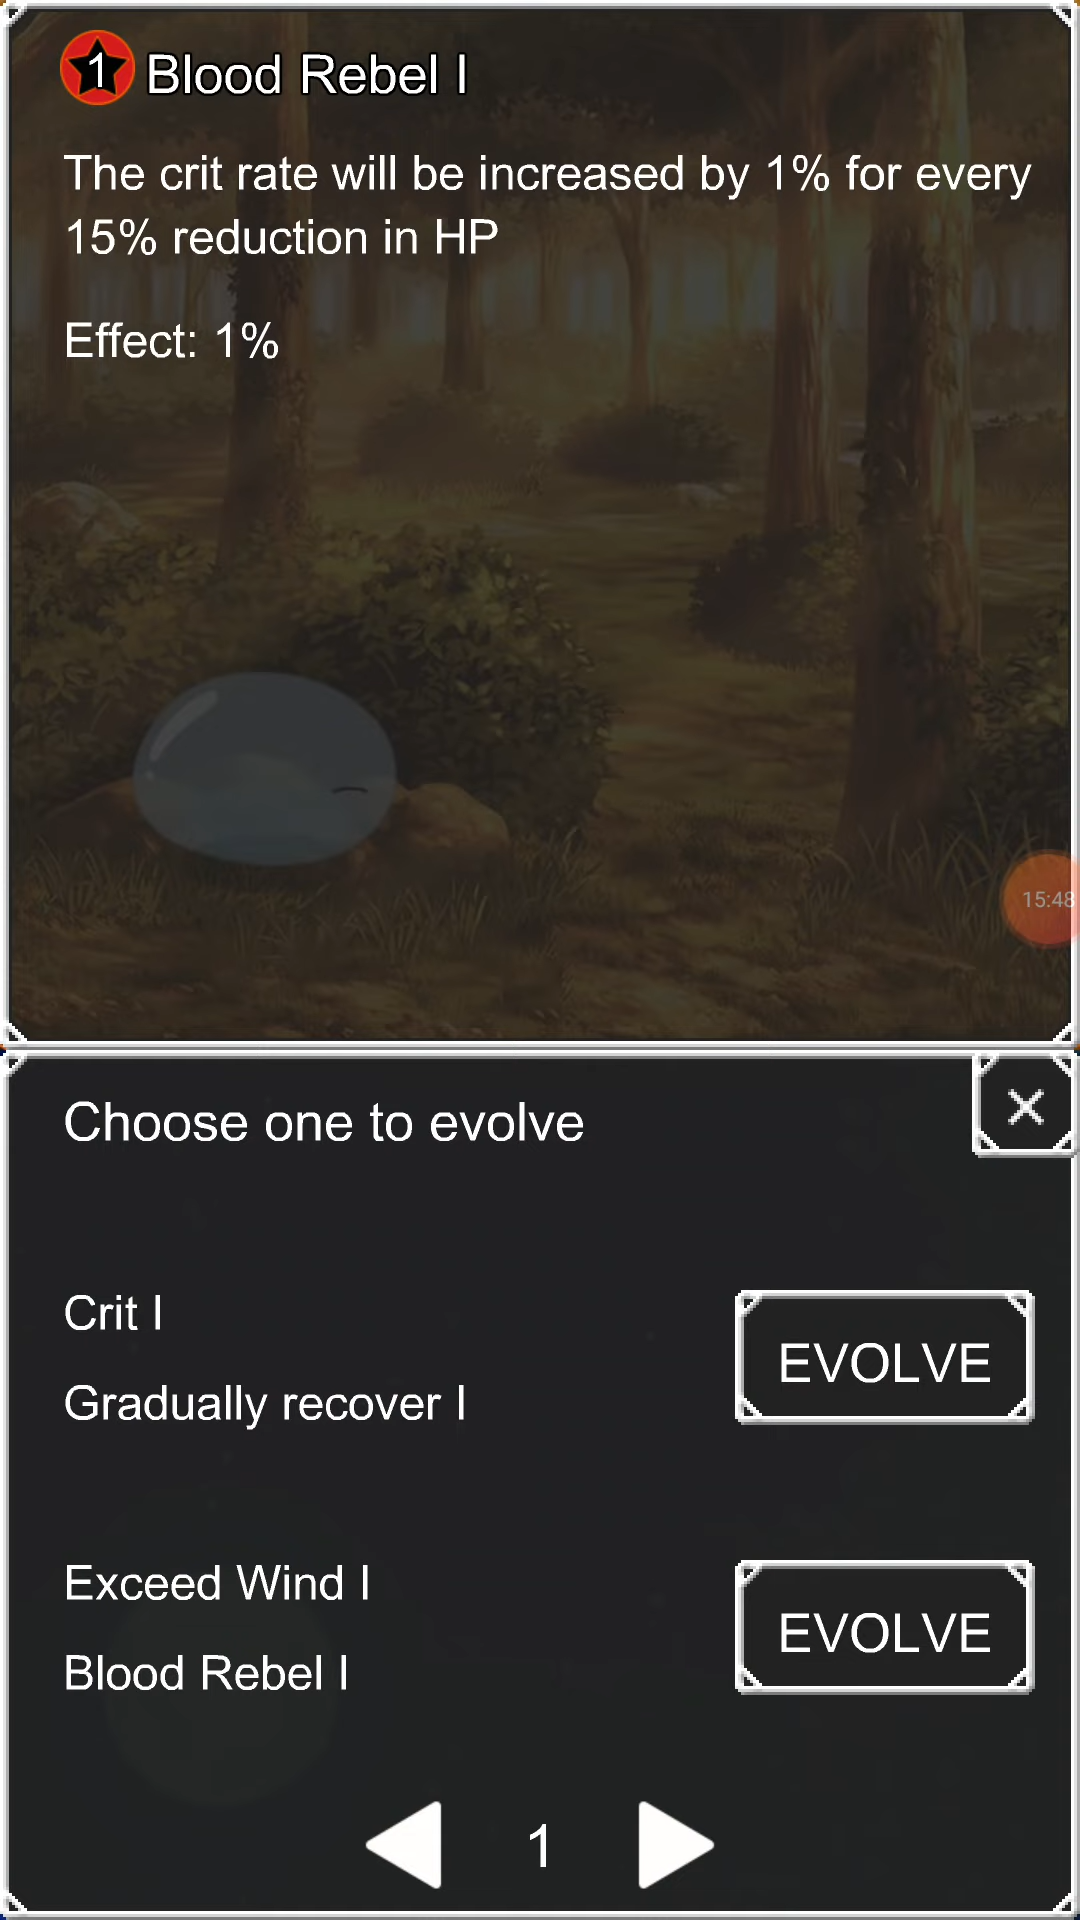 1 Blood Rebel I
The crit rate will be increased by 1% for every
15% reduction in HP
Effect: 1%
15:48
Choose one to evolve
Crit I
EVOLVE
Gradually recover I
Exceed Wind I
EVOLVE
Blood Rebel I
1